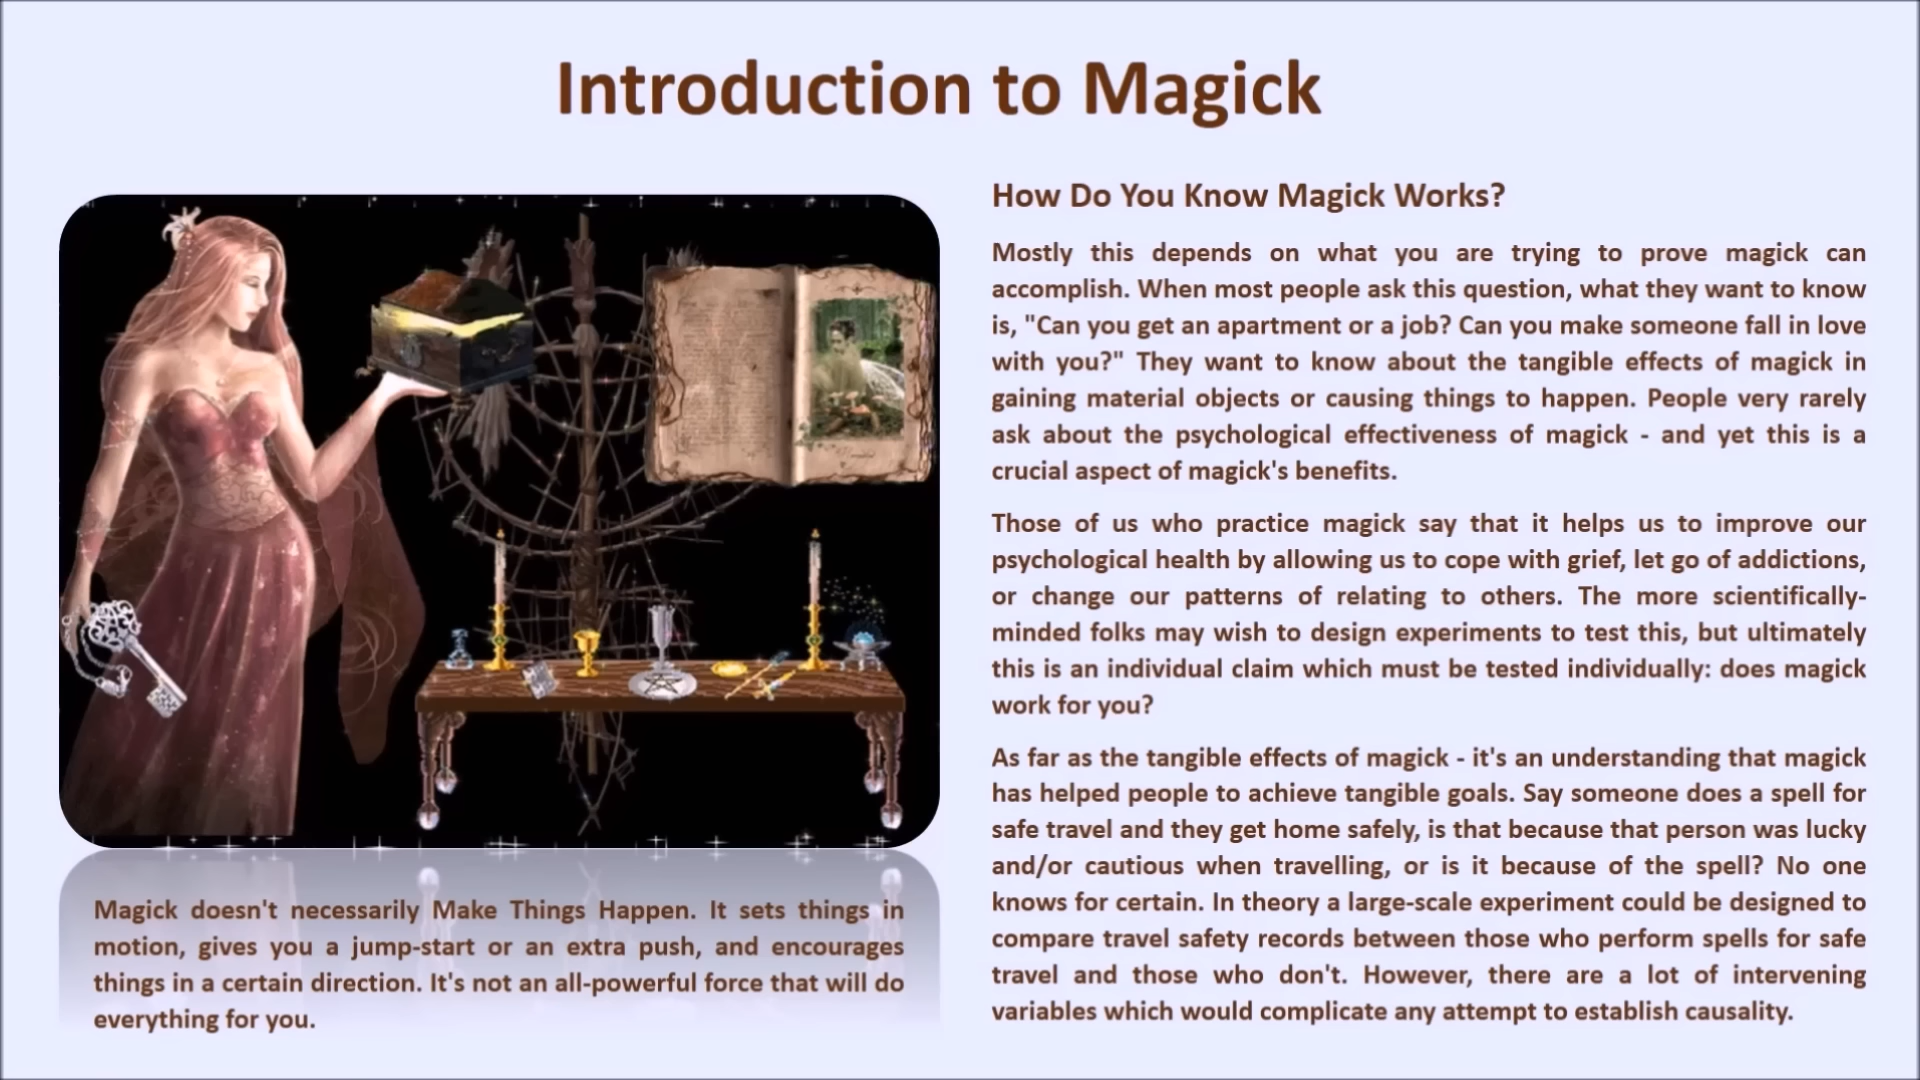 Introduction to Magick
How Do You Know Magick Works?
Mostly this depends on what you are trying to prove magick can
accomplish. When most people ask this question, what they want to know
is, "Can you get an apartment or a job? Can you make someone fall in love
with you?" They want to know about the tangible effects of magick in
gaining material objects or causing things to happen. People very rarely
ask about the psychological effectiveness of magick - and yet this is a
crucial aspect of magick's benefits.
Those of us who practice magick say that it helps us to improve our
psychological health by allowing us to cope with grief, let go of addictions,
or change our patterns of relating to others. The more scientifically-
minded folks may wish to design experiments to test this, but ultimately
this is an individual claim which must be tested individually: does magick
work for you?
As far as the tangible effects of magick - it's an understanding that magick
has helped people to achieve tangible goals. Say someone does a spell for
safe travel and they get home safely, is that because that person was lucky
and/or cautious when travelling, or is it because of the spell? No one
knows for certain. In theory a large-scale experiment could be designed to
compare travel safety records between those who perform spells for safe
travel and those who don't. However, there are a lot of intervening
variables which would complicate any attempt to establish causality.
Magick doesn't necessarily Make Things Happen. It sets things in
motion, gives you a jump-start or an extra push, and encourages
things in a certain direction. It's not an all-powerful force that will do
everything for you.